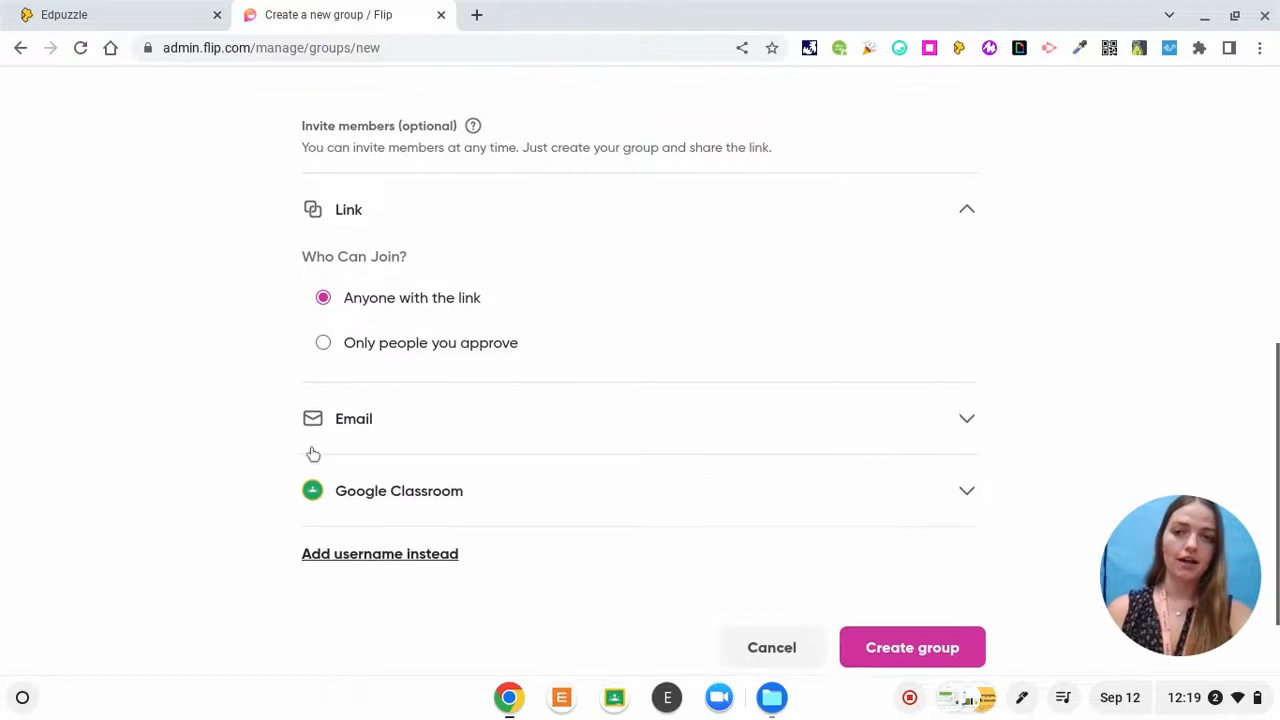 Edpuzzle
Create a new group / Flip
admin.flip.com/manage/groups/new
Invite members (optional) ?
You can invite members at any time. Just create your group and share the link.
Link
Who Can Join?
Anyone with the link
Only people you approve
Email
Google Classroom
Add username instead
Cancel
Create group
E
Sep 12
12:19 2